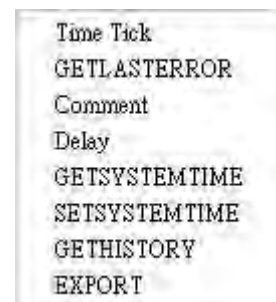 Time Tick
GETLASTERROR
Comment
Delay
GETSYSTEMTIME
SETSYSTEMTIME
GETHISTORY
EXPORT